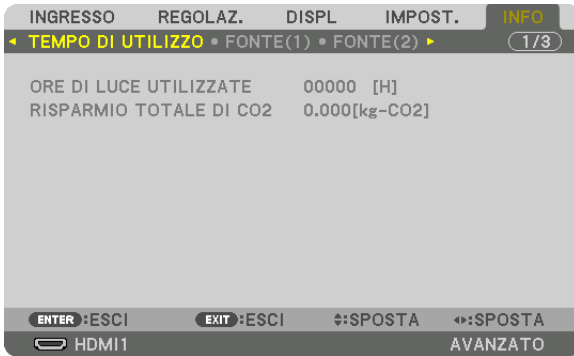 INGRESSO REGOLAZ. DISPL IMPOST. INFO
TEMPO DI UTILIZZO • FONTE(1) • FONTE(2) 1/3
ORE DI LUCE UTILIZZATE 00000 [H]
RISPARMIO TOTALE DI CO2 0.000[kg-CO2]
ENTER :ESCI EXIT :ESCI :SPOSTA :SPOSTA
HDMI1 AVANZATO